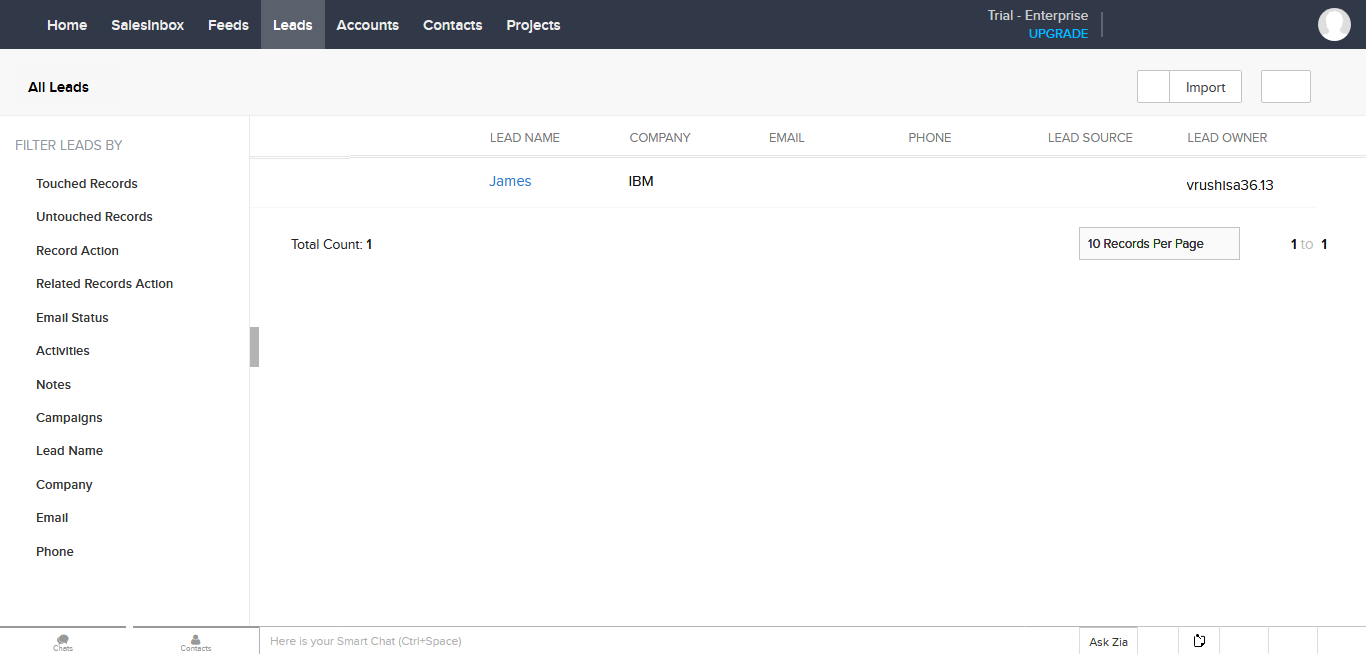 Home SalesInbox Feeds Leads Accounts Contacts Projects
Trial - Enterprise
UPGRADE
All Leads
Import
FILTER LEADS BY
Touched Records
Untouched Records
Record Action
Related Records Action
Email Status
Activities
Notes
Campaigns
Lead Name
Company
Email
Phone
LEAD NAME COMPANY EMAIL PHONE LEAD SOURCE LEAD OWNER
James IBM vrushisa36.13
Total Count: 1 10 Records Per Page 1 to 1
Chats Contacts Here is your Smart Chat (Ctrl+Space) Ask Zia